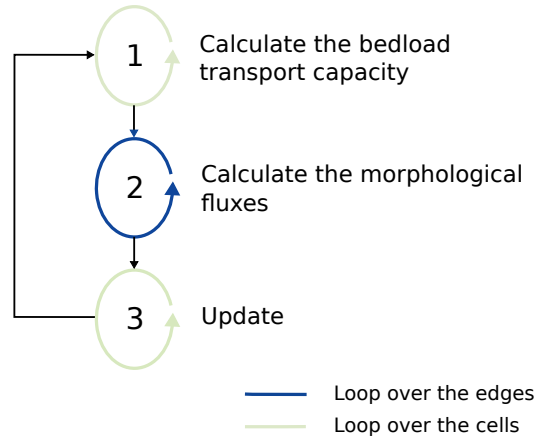 1
Calculate the bedload
transport capacity
2
Calculate the morphological
fluxes
3
Update
Loop over the edges
Loop over the cells